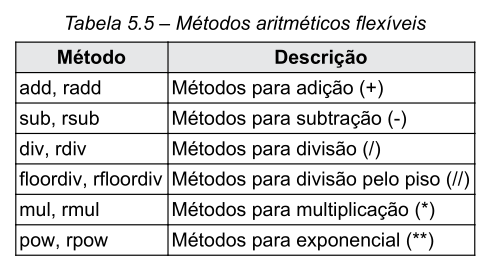 Tabela 5.5 – Métodos aritméticos flexíveis
Método Descrição
add, radd Métodos para adição (+)
sub, rsub Métodos para subtração (-)
div, rdiv Métodos para divisão (/)
floordiv, rfloordiv Métodos para divisão pelo piso (//)
mul, rmul Métodos para multiplicação (*)
pow, rpow Métodos para exponencial (**)